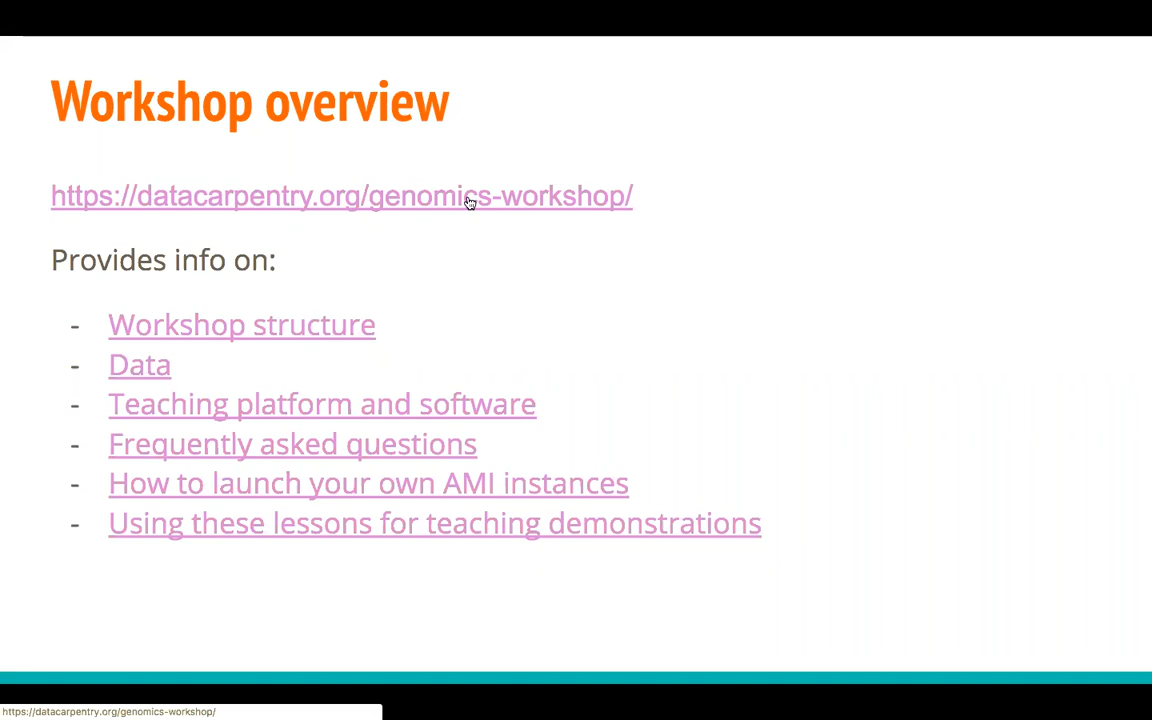 Workshop overview
https://datacarpentry.org/genomics-workshop/
Provides info on:
- Workshop structure
- Data
- Teaching platform and software
- Frequently asked questions
- How to launch your own AMI instances
- Using these lessons for teaching demonstrations
https://datacarpentry.org/genomics-workshop/